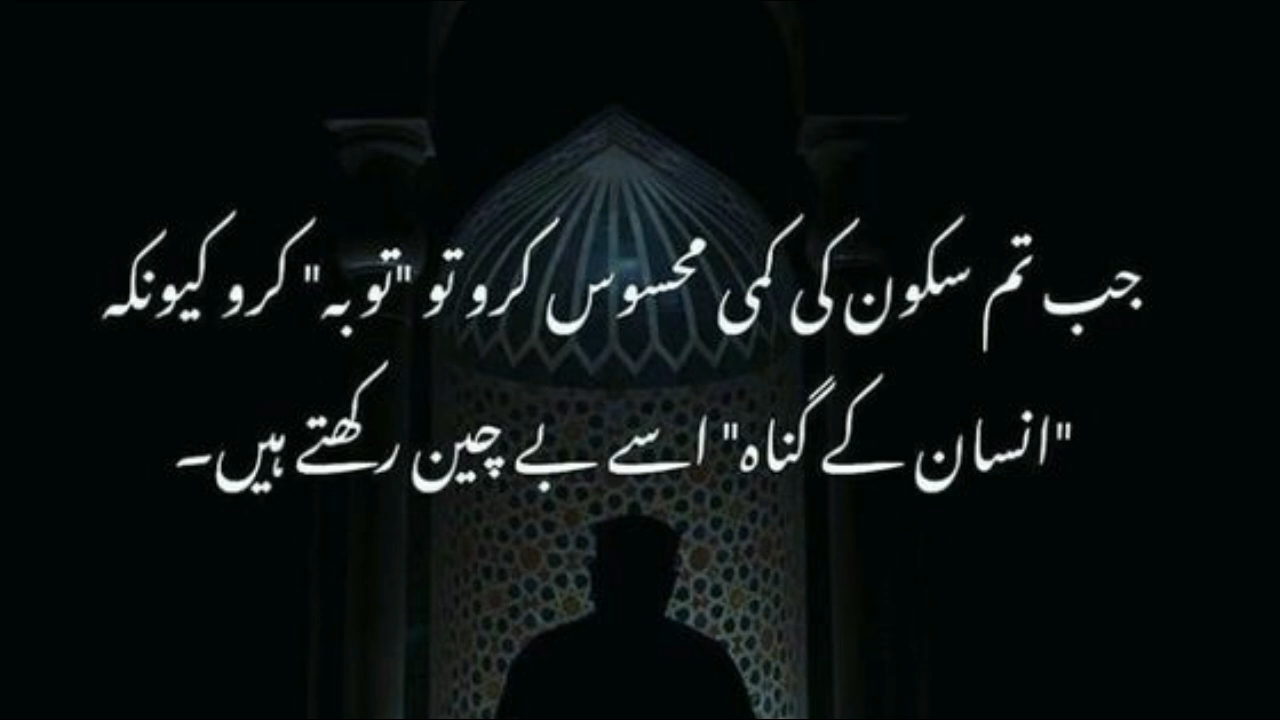 جب تم سکون کی کمی محسوس کرو تو "توبہ" کرو کیونکہ
"انسان کے گناہ" اسے بے چین رکھتے ہیں۔